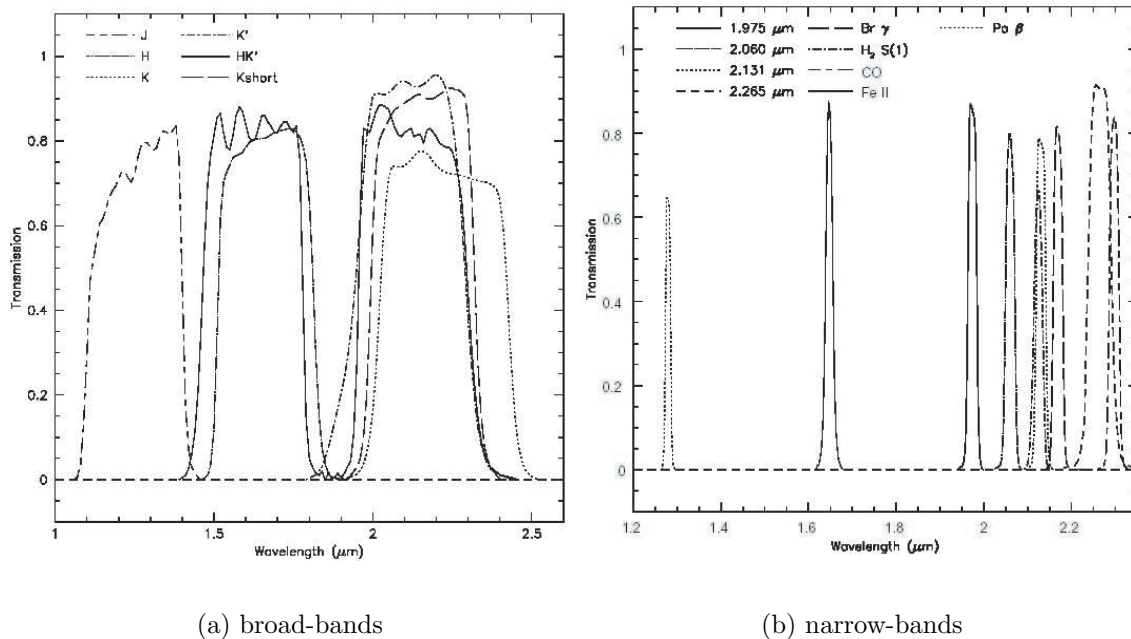 J K'
H HK'
K Kshort
1
0.8
0.6
0.4
0.2
0
Transmission
1 1.5 2 2.5
Wavelength (μm)
1.975 μm Br γ Pa β
2.060 μm H₂ S(1)
2.131 μm CO
2.265 μm Fe II
1
0.8
0.6
0.4
0.2
0
Transmission
1.2 1.4 1.6 1.8 2 2.2
Wavelength (μm)
(a) broad-bands
(b) narrow-bands